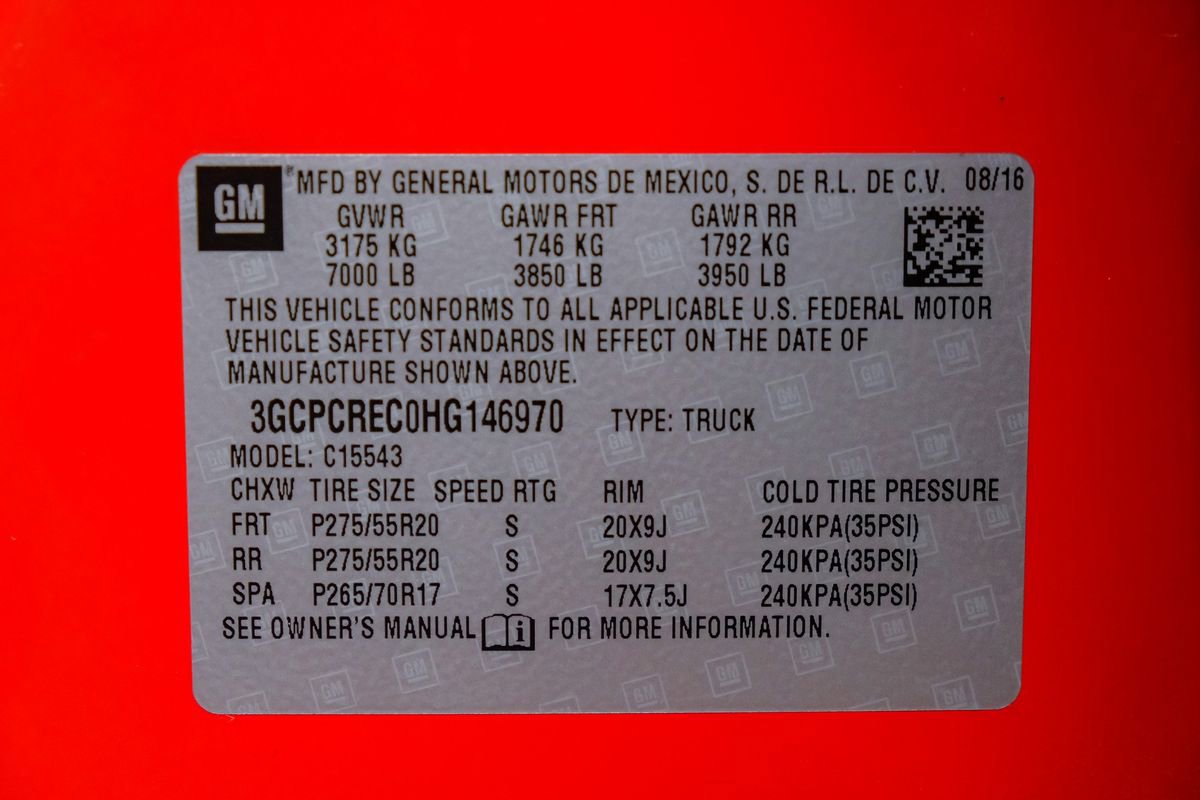 GM ® MFD BY GENERAL MOTORS DE MEXICO, S. DE R.L. DE C.V. 08/16
GVWR GAWR FRT GAWR RR
3175 KG 1746 KG 1792 KG
7000 LB 3850 LB 3950 LB
THIS VEHICLE CONFORMS TO ALL APPLICABLE U.S. FEDERAL MOTOR
VEHICLE SAFETY STANDARDS IN EFFECT ON THE DATE OF
MANUFACTURE SHOWN ABOVE.
3GCPCREC0HG146970 TYPE: TRUCK
MODEL: C15543
CHXW TIRE SIZE SPEED RTG RIM COLD TIRE PRESSURE
FRT P275/55R20 S 20X9J 240KPA(35PSI)
RR P275/55R20 S 20X9J 240KPA(35PSI)
SPA P265/70R17 S 17X7.5J 240KPA(35PSI)
SEE OWNER'S MANUAL FOR MORE INFORMATION.